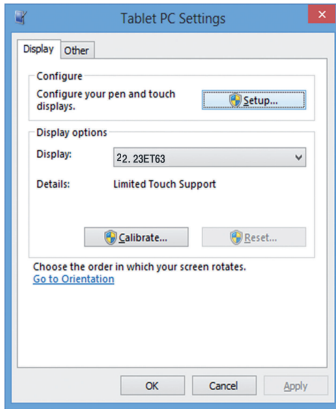 Tablet PC Settings
Display Other
Configure
Configure your pen and touch
displays.
Setup...
Display options
Display: 22. 23ET63
Details: Limited Touch Support
Calibrate... Reset...
Choose the order in which your screen rotates.
Go to Orientation
OK Cancel Apply